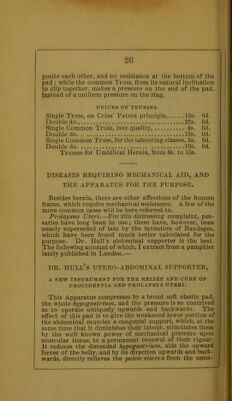 26
posite each other, and no resistance at the bottom of the
pad; while the common Truss, from its natural inclination
to clip together, makes a pressure on the end of the pad,
instead of a uniform pressure on the ring.
PRICES OF TRUSSES.
Single Truss, on Coles' Patent principle,......15s. 0d.
Double do..................27s. 6d.
Single Common Truss, best quality,........... 8s. 6d.
Double do. ..................15s. 0d.
Single Common Truss, for the labouring classes, 5s. 6d.
Double do. ..................10s. 0d.
Trusses for Umbilical Hernia, from 6s. to 15s.
DISEASES REQUIRING MECHANICAL AID, AND
THE APPARATUS FOR THE PURPOSE.
Besides hernia, there are other affections of the human
frame, which require mechanical assistance. A few of the
more common cases will be here referred to.
Prolapsus Uteri.—For this distressing complaint, pes-
saries have long been in use; these have, however, been
nearly superseded of late by the invention of Bandages,
which have been found much better calculated for the
purpose. Dr. Hull's abdominal supporter is the best.
The following account of which, I extract from a pamphlet
lately published in London.—
DR. HULL'S UTERO-ABDOMINAL SUPPORTER,
A NEW INSTRUMENT FOR THE RELIEF AND CURE OF
PROCIDENTIA AND PROLAPSUS UTERI.
This Apparatus compresses by a broad soft elastic pad,
the whole hypogastrium, and the pressure is so contrived
as to operate obliquely upwards and backwards. The
effect of this pad is to give the weakened lower portion of
the abdominal muscles a congenial support, which, at the
same time that it diminishes their labour, stimulates them
by the well known power of mechanical pressure upon
muscular tissue, to a permanent renewal of their vigour.
It reduces the distended hypogastrium, aids the upward
forces of the belly, and by its direction upwards and back-
wards, directly relieves the pelvic viscera from the unea-